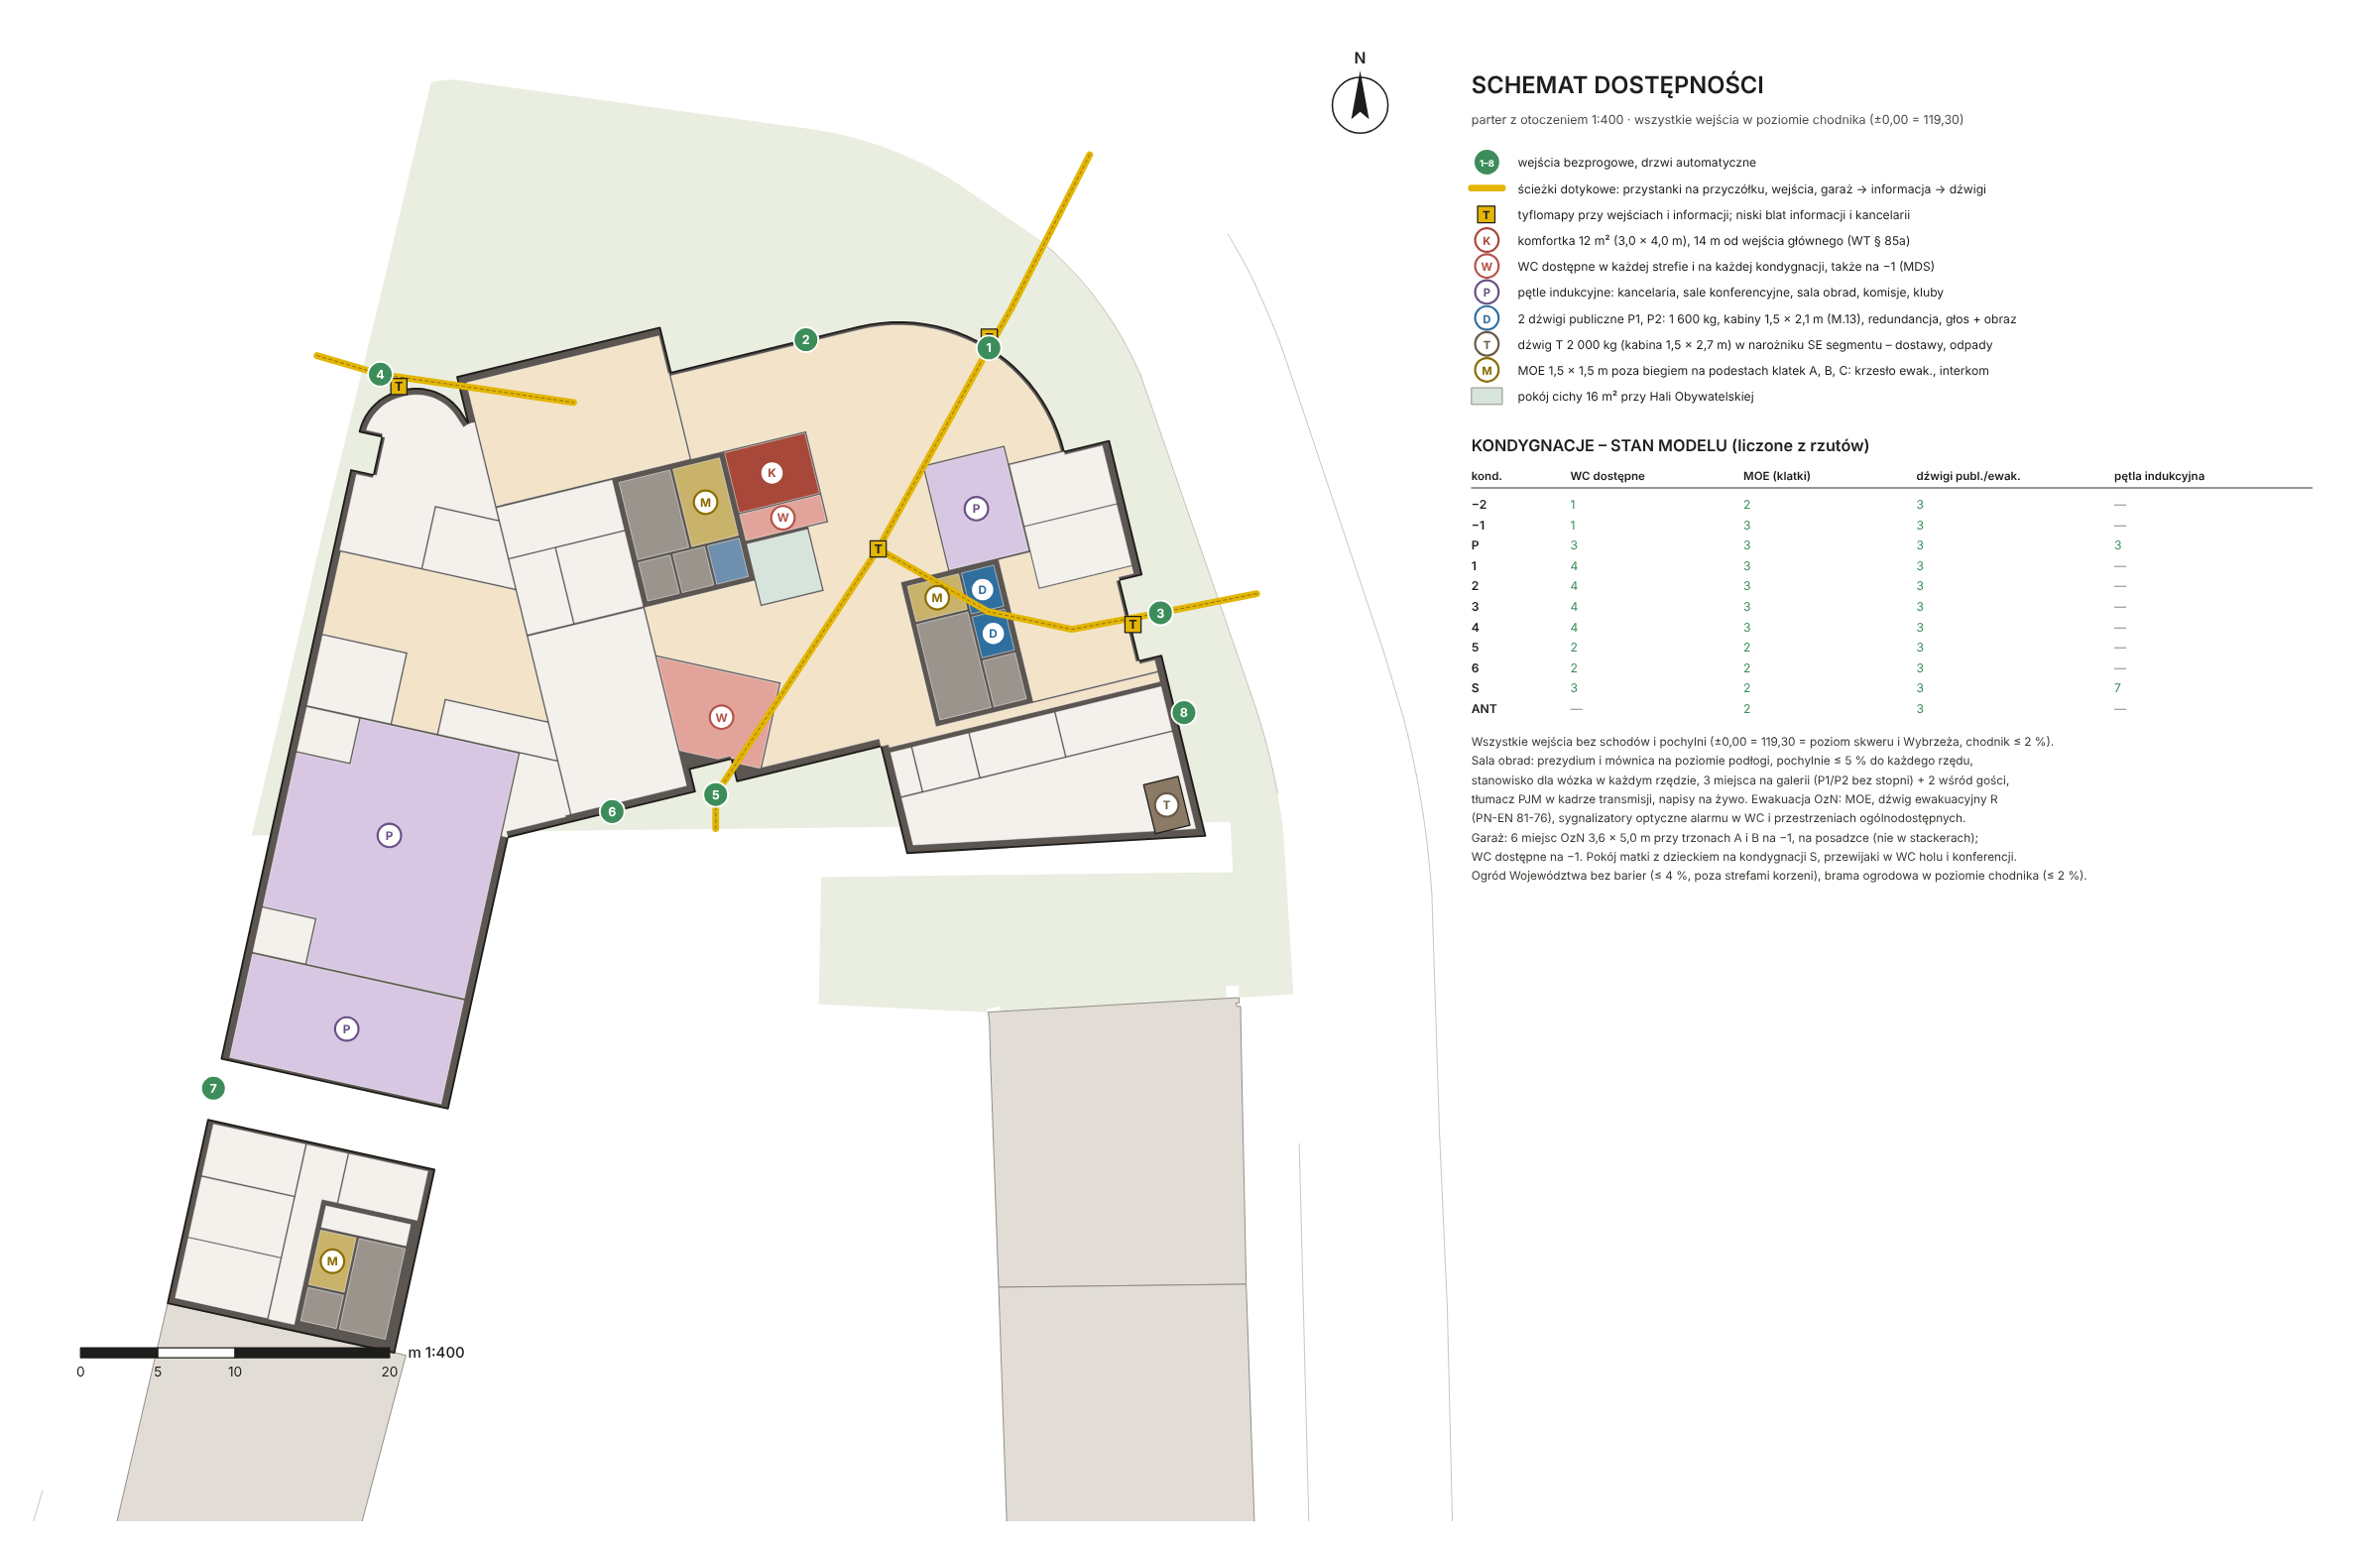 N
SCHEMAT DOSTĘPNOŚCI
parter z otoczeniem 1:400 · wszystkie wejścia w poziomie chodnika (±0,00 = 119,30)
1–8 wejścia bezprogowe, drzwi automatyczne
ścieżki dotykowe: przystanki na przyczółku, wejścia, garaż → informacja → dźwigi
T tyflomapy przy wejściach i informacji; niski blat informacji i kancelarii
K komfortka 12 m² (3,0 × 4,0 m), 14 m od wejścia głównego (WT § 85a)
W WC dostępne w każdej strefie i na każdej kondygnacji, także na −1 (MDS)
P pętle indukcyjne: kancelaria, sale konferencyjne, sala obrad, komisje, kluby
D 2 dźwigi publiczne P1, P2: 1 600 kg, kabiny 1,5 × 2,1 m (M.13), redundancja, głos + obraz
T dźwig T 2 000 kg (kabina 1,5 × 2,7 m) w narożniku SE segmentu – dostawy, odpady
M MOE 1,5 × 1,5 m poza biegiem na podestach klatek A, B, C: krzesło ewak., interkom
pokój cichy 16 m² przy Hali Obywatelskiej
KONDYGNACJE – STAN MODELU (liczone z rzutów)
kond. WC dostępne MOE (klatki) dźwigi publ./ewak. pętla indukcyjna
−2 1 2 3 —
−1 1 3 3 —
P 3 3 3 3
1 4 3 3 —
2 4 3 3 —
3 4 3 3 —
4 4 3 3 —
5 2 2 3 —
6 2 2 3 —
S 3 2 3 7
ANT — 2 3 —
Wszystkie wejścia bez schodów i pochylni (±0,00 = 119,30 = poziom skweru i Wybrzeża, chodnik ≤ 2 %).
Sala obrad: prezydium i mównica na poziomie podłogi, pochylnie ≤ 5 % do każdego rzędu,
stanowisko dla wózka w każdym rzędzie, 3 miejsca na galerii (P1/P2 bez stopni) + 2 wśród gości,
tłumacz PJM w kadrze transmisji, napisy na żywo. Ewakuacja OzN: MOE, dźwig ewakuacyjny R
(PN-EN 81-76), sygnalizatory optyczne alarmu w WC i przestrzeniach ogólnodostępnych.
Garaż: 6 miejsc OzN 3,6 × 5,0 m przy trzonach A i B na −1, na posadzce (nie w stackerach);
WC dostępne na −1. Pokój matki z dzieckiem na kondygnacji S, przewijaki w WC holu i konferencji.
Ogród Województwa bez barier (≤ 4 %, poza strefami korzeni), brama ogrodowa w poziomie chodnika (≤ 2 %).
2
1
4
T
K
M
W
P
T
D
M
D
3
T
W
8
5
6
T
P
P
7
M
m 1:400
0 5 10 20